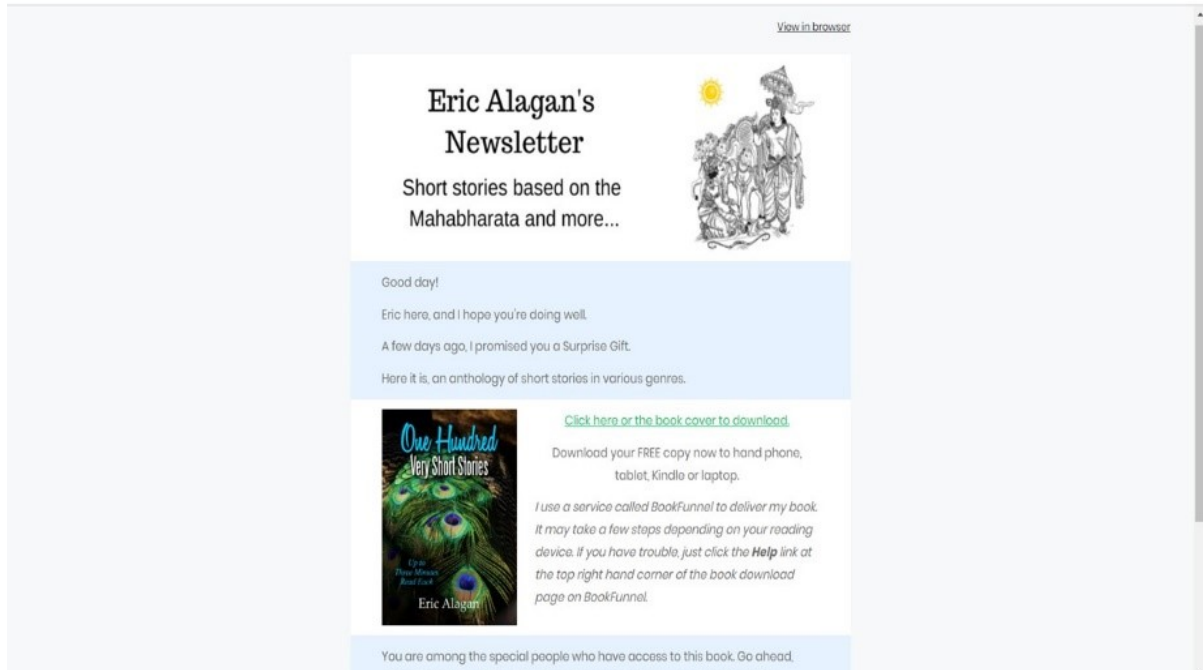 View in browser
Eric Alagan's
Newsletter
Short stories based on the
Mahabharata and more...
Good day!
Eric here, and I hope you're doing well.
A few days ago, I promised you a Surprise Gift.
Here it is, an anthology of short stories in various genres.
One Hundred
Very Short Stories
Up to
Three Minutes
Read Each
Eric Alagan
Click here or the book cover to download.
Download your FREE copy now to hand phone,
tablet, Kindle or laptop.
I use a service called BookFunnel to deliver my book.
It may take a few steps depending on your reading
device. If you have trouble, just click the Help link at
the top right hand corner of the book download
page on BookFunnel.
You are among the special people who have access to this book. Go ahead,